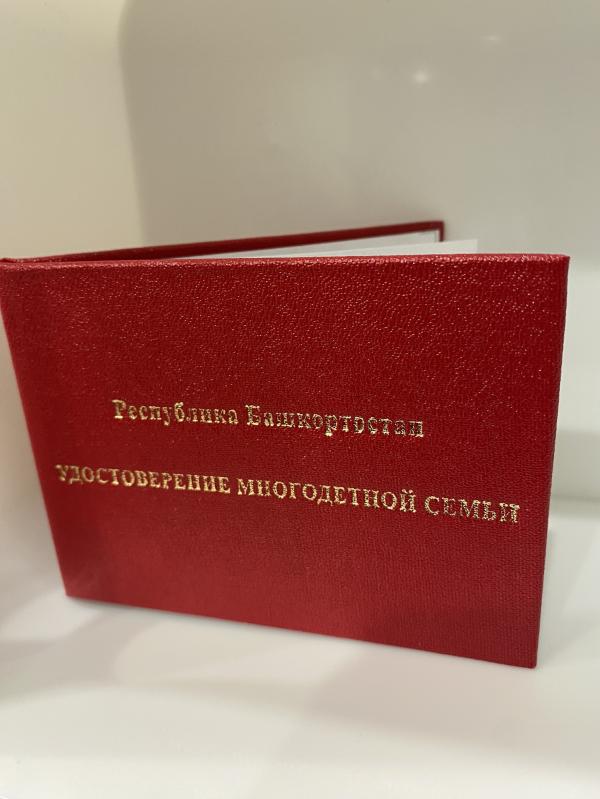 Республика Башкортостан
УДОСТОВЕРЕНИЕ МНОГОДЕТНОЙ СЕМЬИ